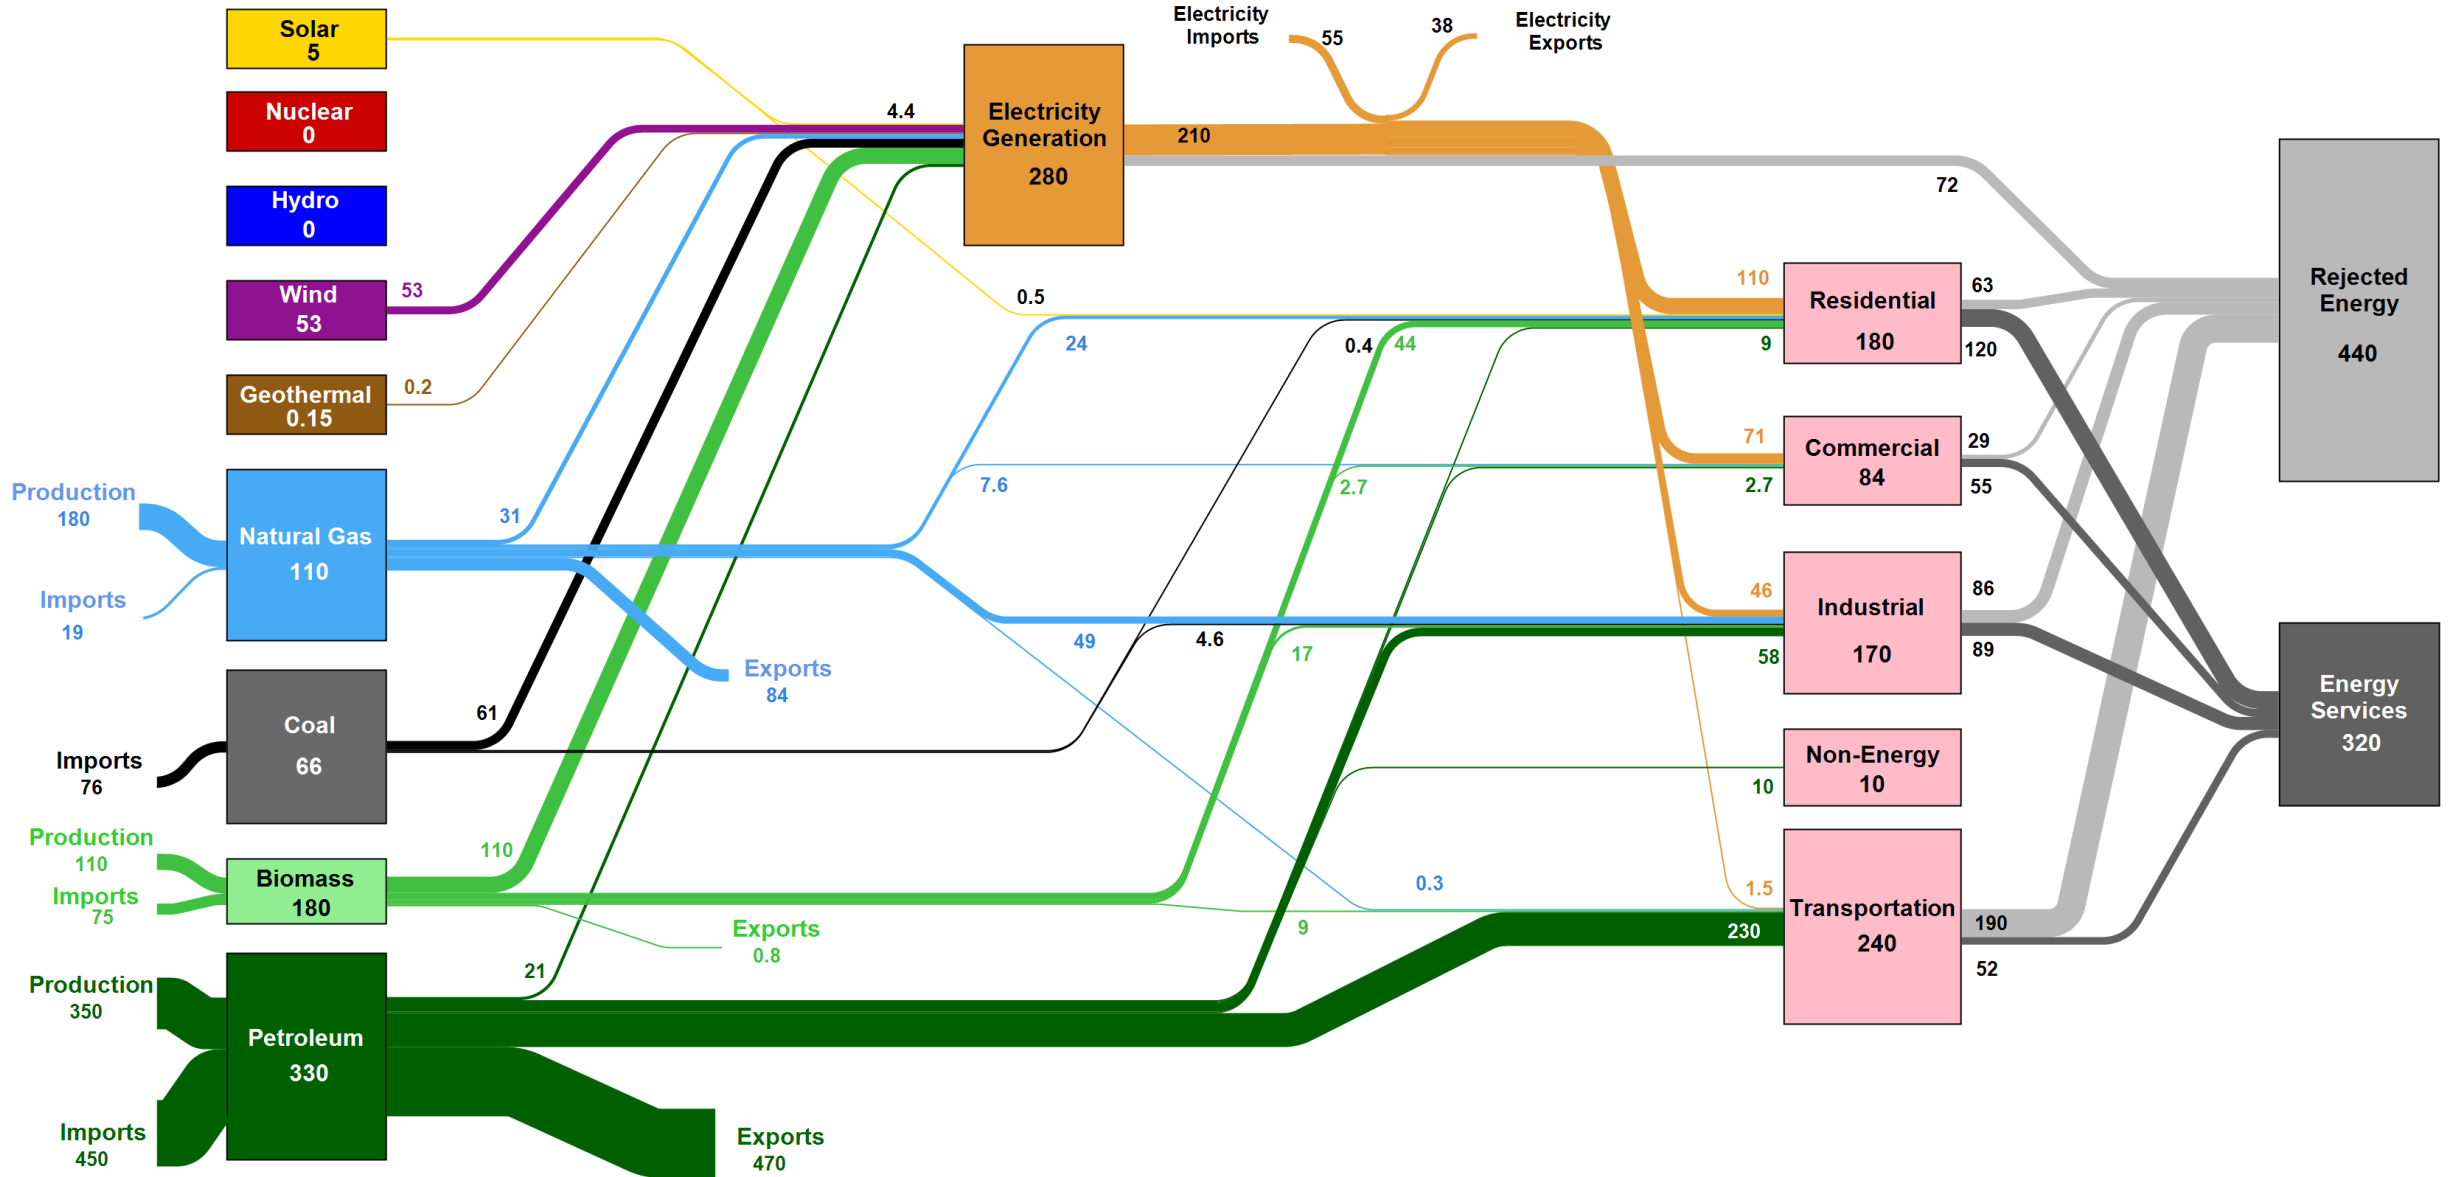 Solar
5
Nuclear
0
Hydro
0
Wind
53
53
Geothermal
0.15
0.2
Production
180
Natural Gas
110
Imports
19
31
Exports
84
Coal
66
61
Imports
76
Production
110
Imports
75
Biomass
180
110
Exports
0.8
Production
350
Petroleum
330
21
Imports
450
Exports
470
4.4
Electricity
Generation
280
210
Electricity
Imports
55
38
Electricity
Exports
72
0.5
24
0.4
44
7.6
2.7
49
4.6
17
0.3
9
110
9
Residential
180
63
120
71
2.7
Commercial
84
29
55
46
58
Industrial
170
86
89
10
Non-Energy
10
1.5
230
Transportation
240
190
52
Rejected
Energy
440
Energy
Services
320